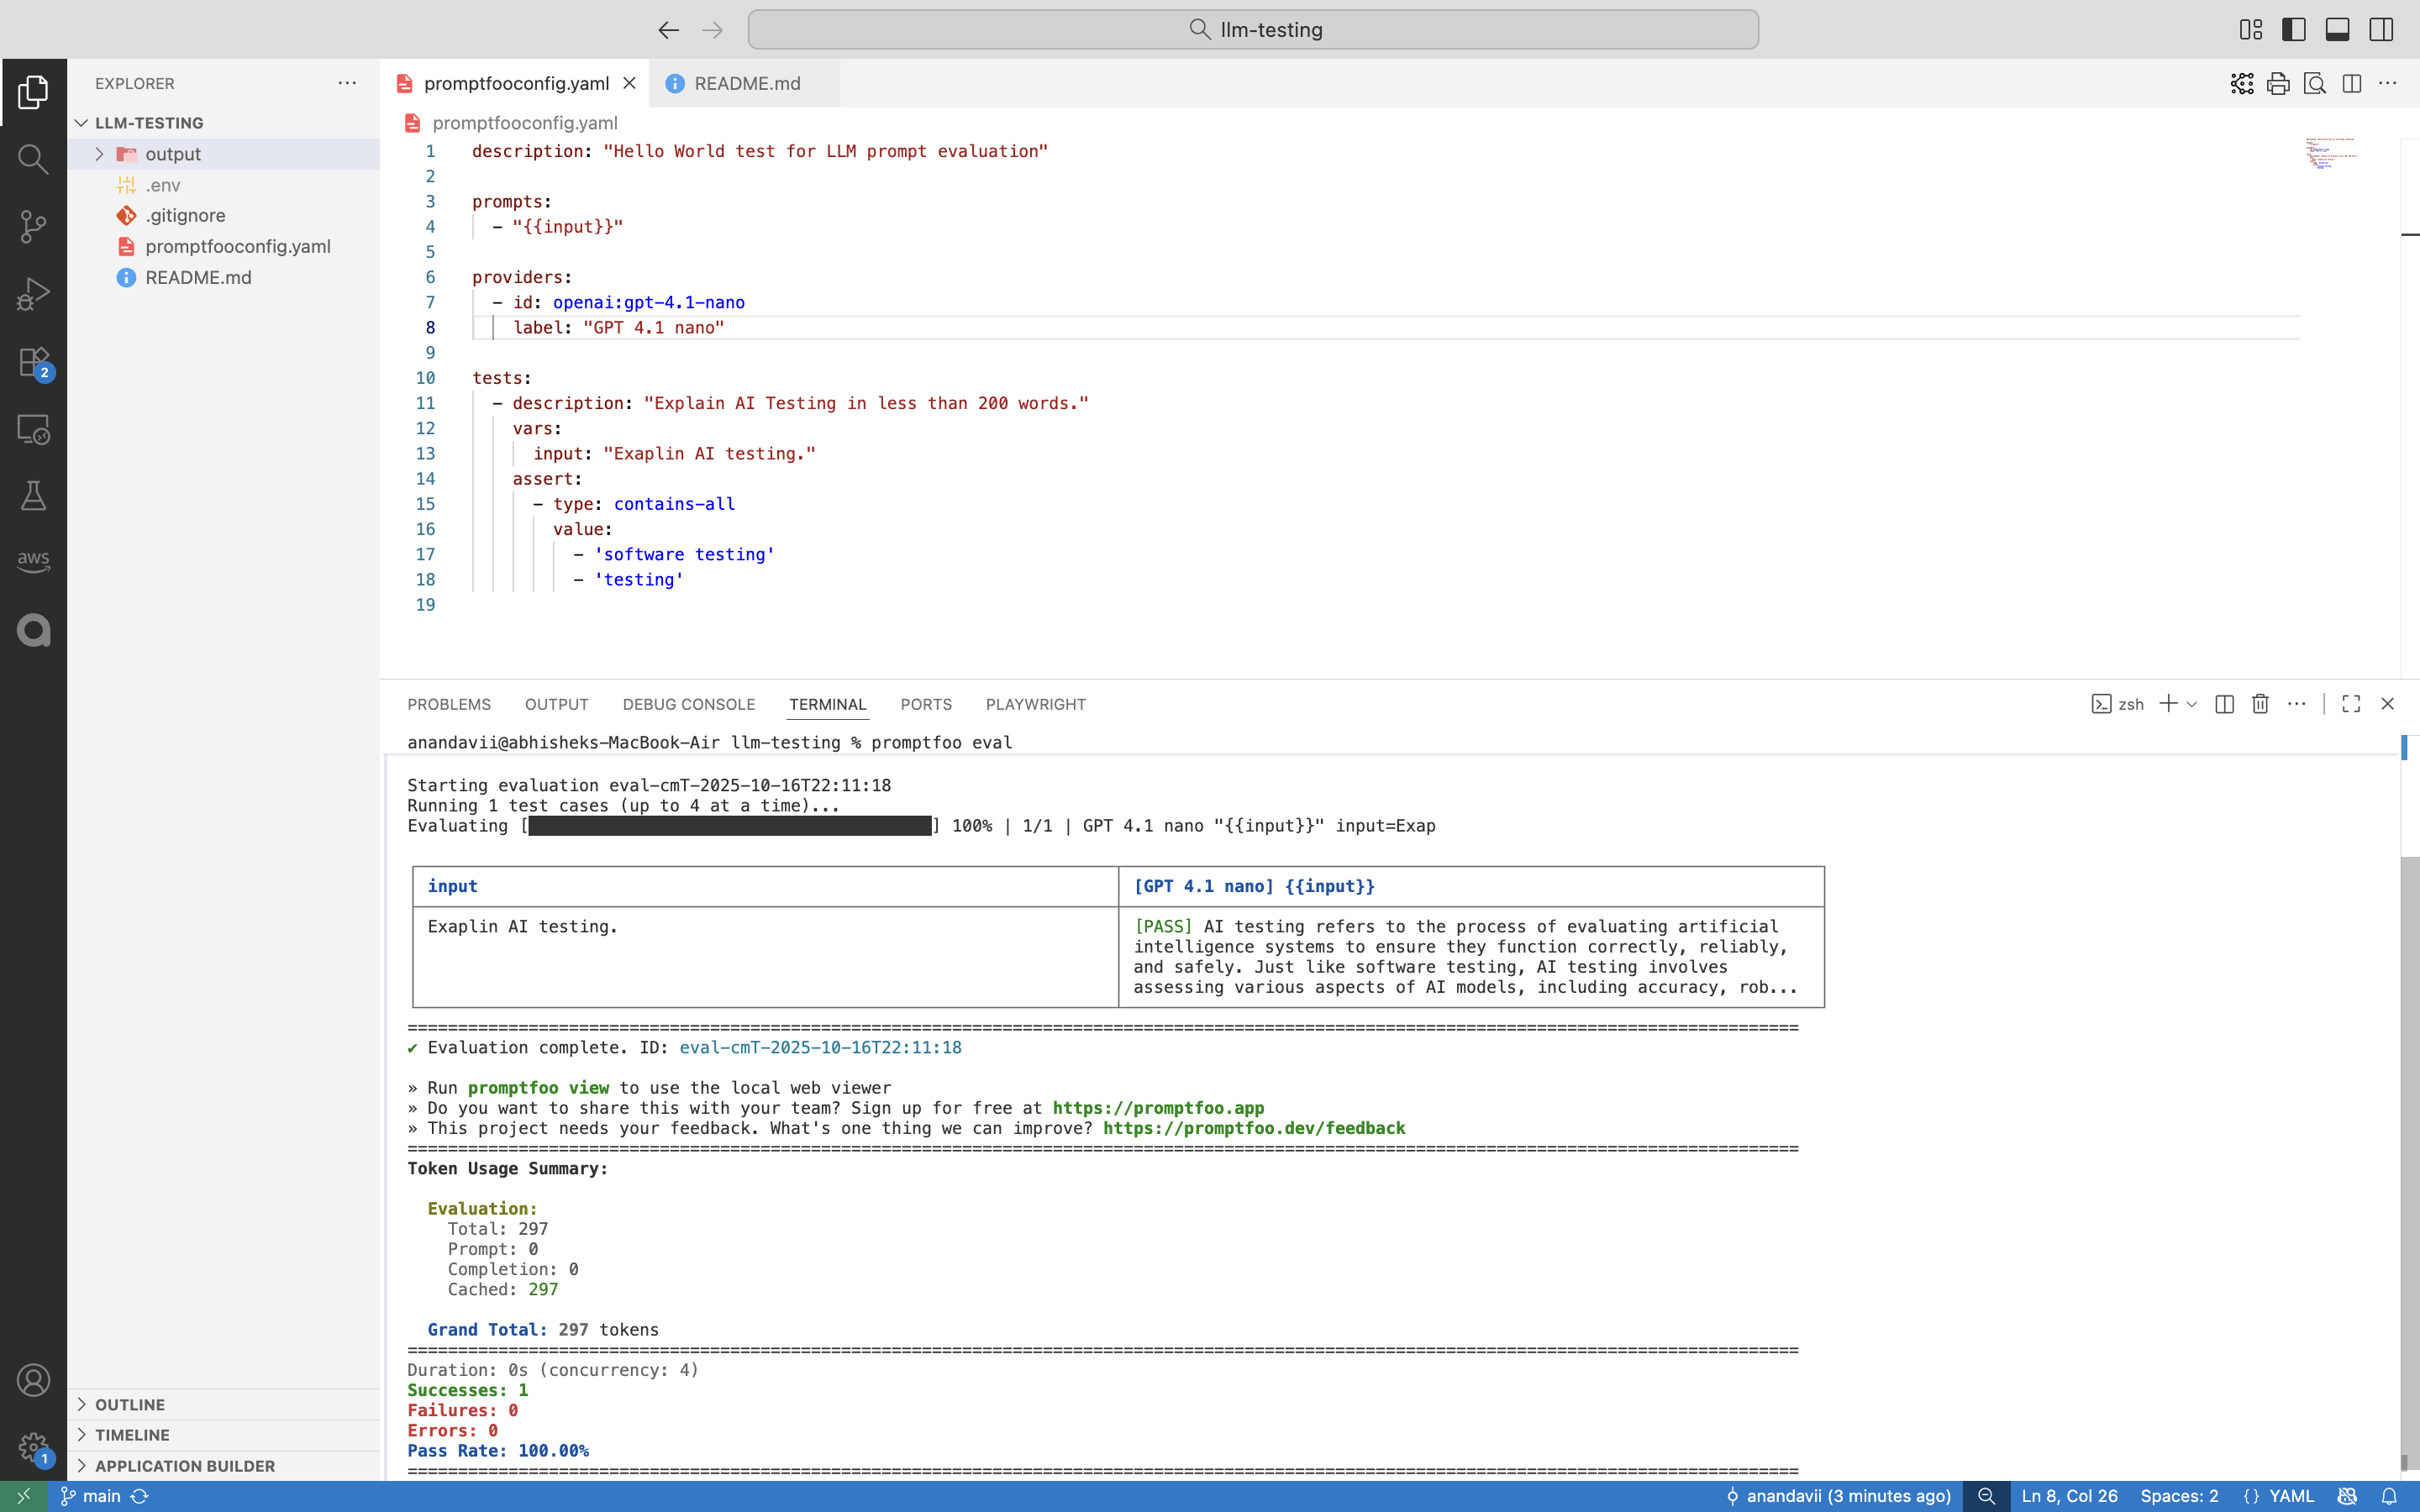 llm-testing
EXPLORER
LLM-TESTING
output
.env
.gitignore
promptfooconfig.yaml
README.md
2
aws
OUTLINE
TIMELINE
APPLICATION BUILDER
1
promptfooconfig.yaml
README.md
promptfooconfig.yaml
1 description: "Hello World test for LLM prompt evaluation"
2
3 prompts:
4 - "{{input}}"
5
6 providers:
7 - id: openai:gpt-4.1-nano
8 label: "GPT 4.1 nano"
9
10 tests:
11 - description: "Explain AI Testing in less than 200 words."
12 vars:
13 input: "Exaplin AI testing."
14 assert:
15 - type: contains-all
16 value:
17 - 'software testing'
18 - 'testing'
19
PROBLEMS OUTPUT DEBUG CONSOLE TERMINAL PORTS PLAYWRIGHT
zsh
anandavii@abhisheks-MacBook-Air llm-testing % promptfoo eval
Starting evaluation eval-cmT-2025-10-16T22:11:18
Running 1 test cases (up to 4 at a time)...
Evaluating [████████████████████████████████████████] 100% | 1/1 | GPT 4.1 nano "{{input}}" input=Exap
input
[GPT 4.1 nano] {{input}}
Exaplin AI testing.
[PASS] AI testing refers to the process of evaluating artificial
intelligence systems to ensure they function correctly, reliably,
and safely. Just like software testing, AI testing involves
assessing various aspects of AI models, including accuracy, rob...
✔ Evaluation complete. ID: eval-cmT-2025-10-16T22:11:18
» Run promptfoo view to use the local web viewer
» Do you want to share this with your team? Sign up for free at https://promptfoo.app
» This project needs your feedback. What's one thing we can improve? https://promptfoo.dev/feedback
Token Usage Summary:
Evaluation:
Total: 297
Prompt: 0
Completion: 0
Cached: 297
Grand Total: 297 tokens
Duration: 0s (concurrency: 4)
Successes: 1
Failures: 0
Errors: 0
Pass Rate: 100.00%
main
anandavii (3 minutes ago)
Ln 8, Col 26
Spaces: 2
{} YAML